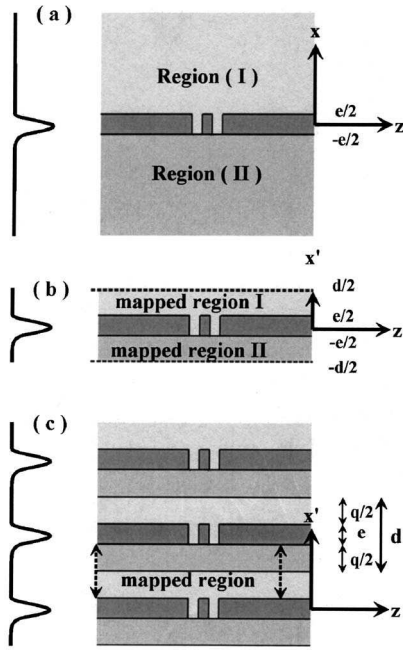 ( a )
x
Region ( I )
e/2
z
-e/2
Region ( II )
x'
( b )
d/2
mapped region I
e/2
z
-e/2
mapped region II
-d/2
( c )
q/2
x'
e
d
q/2
mapped region
z